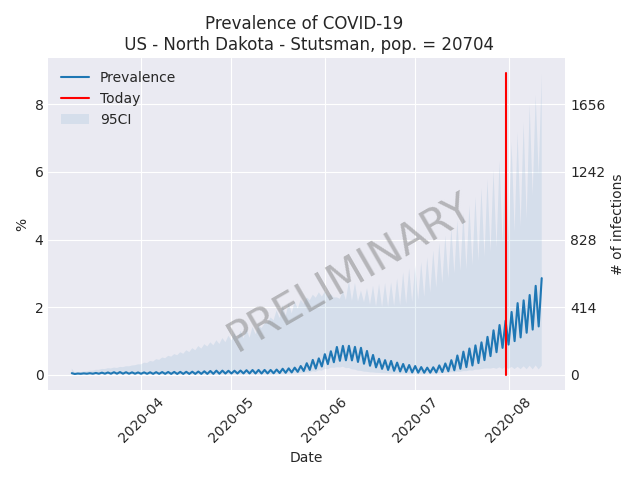 Prevalence of COVID-19
US - North Dakota - Stutsman, pop. = 20704
Prevalence
Today
95CI
8
6
4
2
0
%
1656
1242
828
414
0
# of infections
PRELIMINARY
2020-04
2020-05
2020-06
2020-07
2020-08
Date